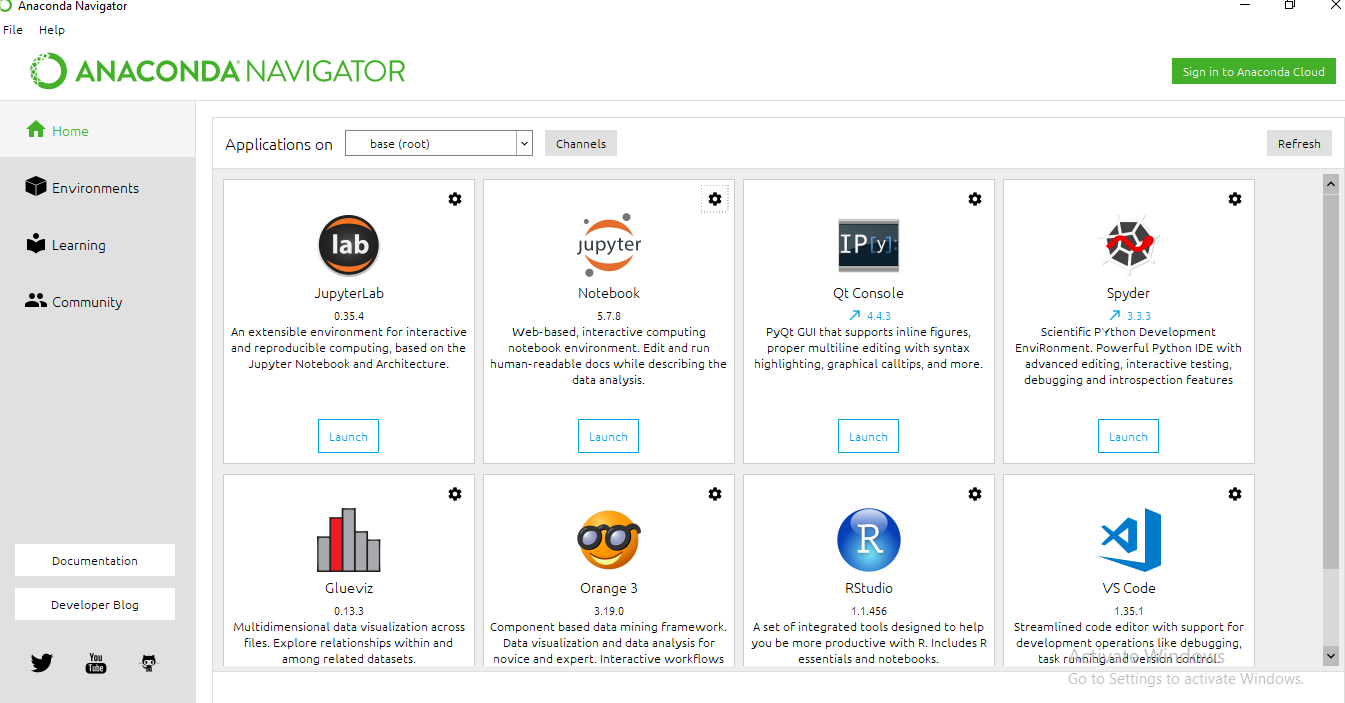 Anaconda Navigator
File Help
ANACONDA NAVIGATOR
Sign in to Anaconda Cloud
Home
Environments
Learning
Community
Documentation
Developer Blog
You
Tube
Applications on base (root) Channels Refresh
lab
JupyterLab
0.35.4
An extensible environment for interactive
and reproducible computing, based on the
Jupyter Notebook and Architecture.
Launch
jupyter
Notebook
5.7.8
Web-based, interactive computing
notebook environment. Edit and run
human-readable docs while describing the
data analysis.
Launch
IP[y]:
Qt Console
4.4.3
PyQt GUI that supports inline figures,
proper multiline editing with syntax
highlighting, graphical calltips, and more.
Launch
Spyder
3.3.3
Scientific PYthon Development
EnviRonment. Powerful Python IDE with
advanced editing, interactive testing,
debugging and introspection features
Launch
Glueviz
0.13.3
Multidimensional data visualization across
files. Explore relationships within and
among related datasets.
Orange 3
3.19.0
Component based data mining framework.
Data visualization and data analysis for
novice and expert. Interactive workflows
R
RStudio
1.1.456
A set of integrated tools designed to help
you be more productive with R. Includes R
essentials and notebooks.
VS Code
1.35.1
Streamlined code editor with support for
development operations like debugging,
task running and version control.
Activate Windows
Go to Settings to activate Windows.